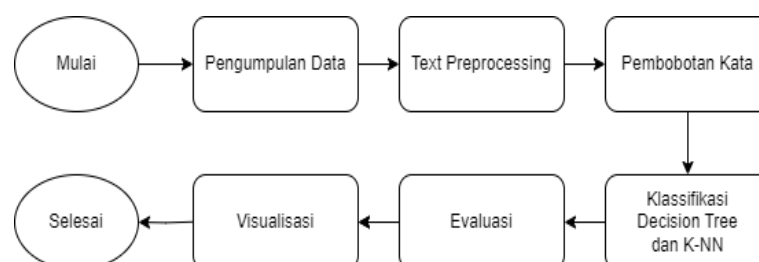 Mulai
Pengumpulan Data
Text Preprocessing
Pembobotan Kata
Klassifikasi
Decision Tree
dan K-NN
Evaluasi
Visualisasi
Selesai